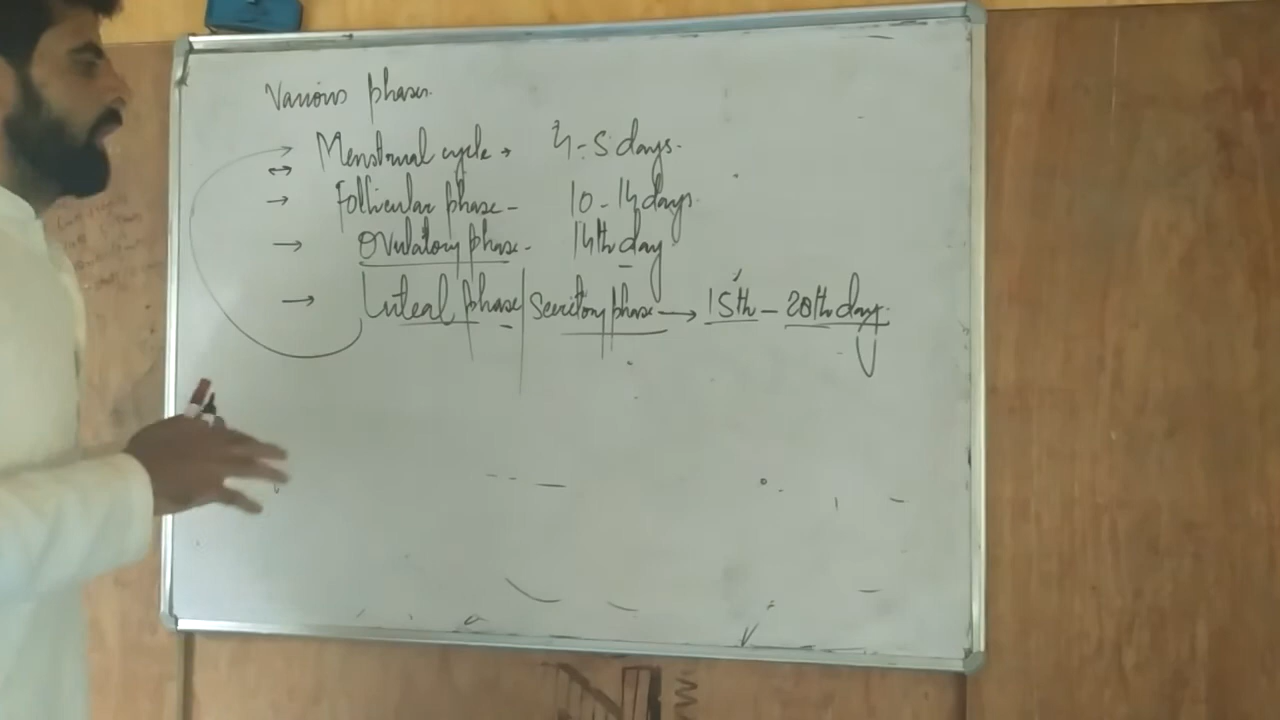 Various phases.
→ Menstrual cycle → 4-5 days.
↔
→ Follicular phase - 10-14 days.
→ Ovulatory phase - 14th day
→ Luteal phase / Secretory phase → 15th - 28th day.